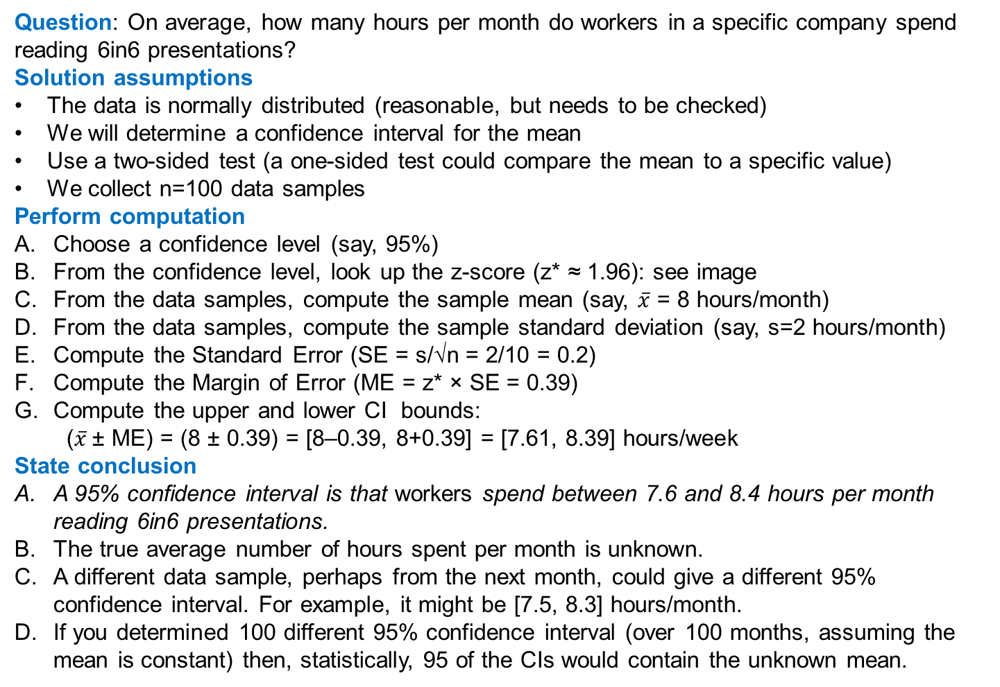 Question: On average, how many hours per month do workers in a specific company spend
reading 6in6 presentations?
Solution assumptions
• The data is normally distributed (reasonable, but needs to be checked)
• We will determine a confidence interval for the mean
• Use a two-sided test (a one-sided test could compare the mean to a specific value)
• We collect n=100 data samples
Perform computation
A. Choose a confidence level (say, 95%)
B. From the confidence level, look up the z-score (z* ≈ 1.96): see image
C. From the data samples, compute the sample mean (say, x̄ = 8 hours/month)
D. From the data samples, compute the sample standard deviation (say, s=2 hours/month)
E. Compute the Standard Error (SE = s/√n = 2/10 = 0.2)
F. Compute the Margin of Error (ME = z* × SE = 0.39)
G. Compute the upper and lower CI bounds:
(x̄ ± ME) = (8 ± 0.39) = [8–0.39, 8+0.39] = [7.61, 8.39] hours/week
State conclusion
A. A 95% confidence interval is that workers spend between 7.6 and 8.4 hours per month
reading 6in6 presentations.
B. The true average number of hours spent per month is unknown.
C. A different data sample, perhaps from the next month, could give a different 95%
confidence interval. For example, it might be [7.5, 8.3] hours/month.
D. If you determined 100 different 95% confidence interval (over 100 months, assuming the
mean is constant) then, statistically, 95 of the CIs would contain the unknown mean.